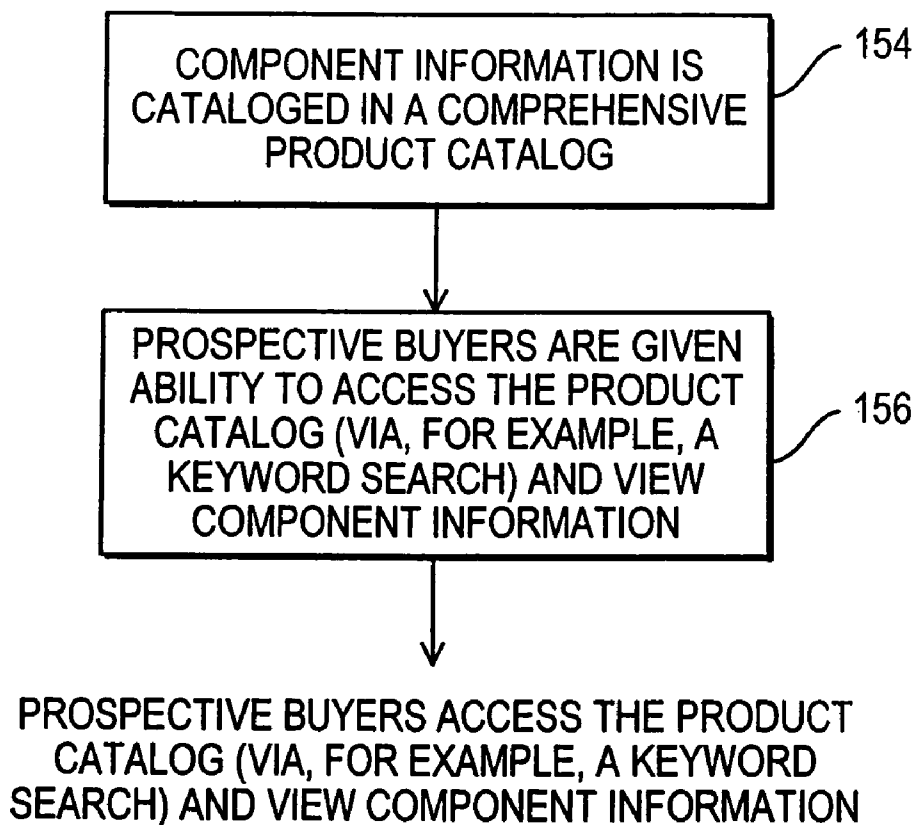 COMPONENT INFORMATION IS
CATALOGED IN A COMPREHENSIVE
PRODUCT CATALOG
154
PROSPECTIVE BUYERS ARE GIVEN
ABILITY TO ACCESS THE PRODUCT
CATALOG (VIA, FOR EXAMPLE, A
KEYWORD SEARCH) AND VIEW
COMPONENT INFORMATION
156
PROSPECTIVE BUYERS ACCESS THE PRODUCT
CATALOG (VIA, FOR EXAMPLE, A KEYWORD
SEARCH) AND VIEW COMPONENT INFORMATION